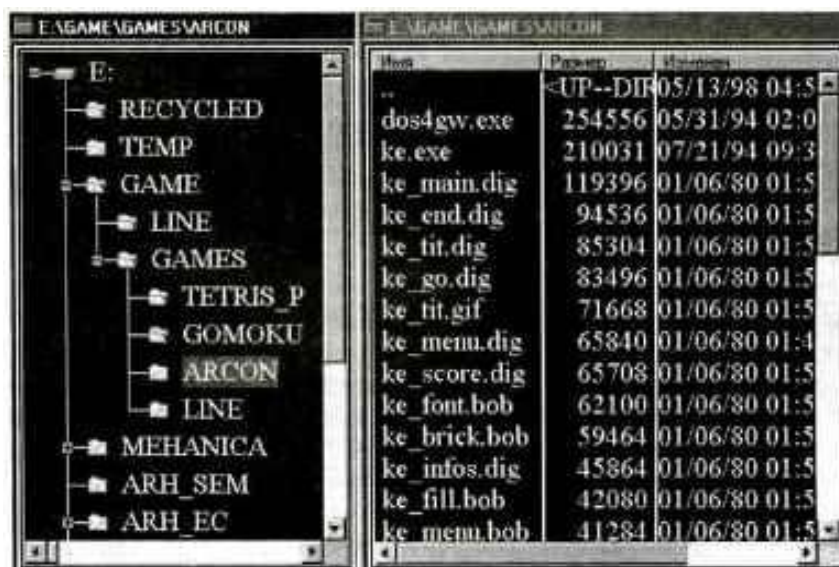 E:\GAME\GAMES\ARCON
E:
RECYCLED
TEMP
GAME
LINE
GAMES
TETRIS_P
GOMOKU
ARCON
LINE
MEHANICA
ARH_SEM
ARH_EC
E:\GAME\GAMES\ARCON
Имя Размер Изменен
.. <UP--DIR 05/13/98 04:5
dos4gw.exe 254556 05/31/94 02:0
ke.exe 210031 07/21/94 09:3
ke_main.dig 119396 01/06/80 01:5
ke_end.dig 94536 01/06/80 01:5
ke_tit.dig 85304 01/06/80 01:5
ke_go.dig 83496 01/06/80 01:5
ke_tit.gif 71668 01/06/80 01:5
ke_menu.dig 65840 01/06/80 01:4
ke_score.dig 65708 01/06/80 01:5
ke_font.bob 62100 01/06/80 01:5
ke_brick.bob 59464 01/06/80 01:5
ke_infos.dig 45864 01/06/80 01:5
ke_fill.bob 42080 01/06/80 01:5
ke_menu.bob 41284 01/06/80 01:5